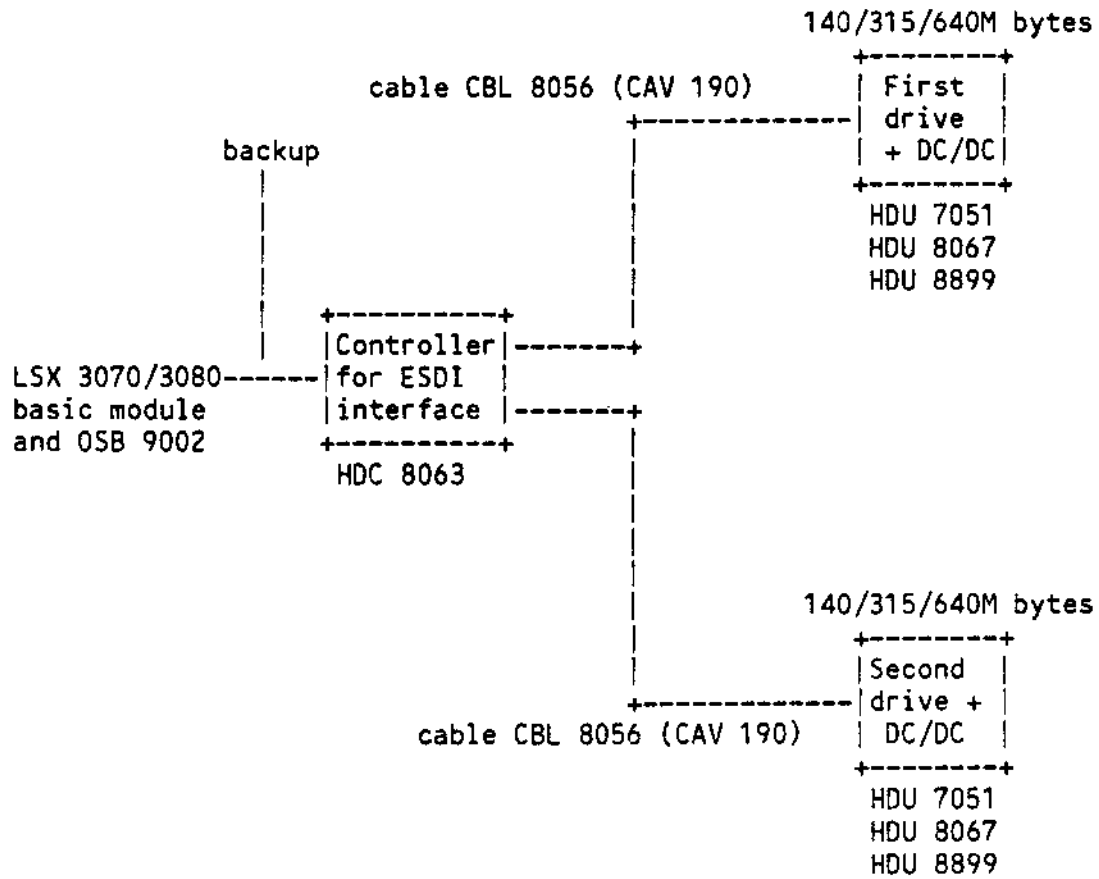 140/315/640M bytes
cable CBL 8056 (CAV 190)
First
drive
+ DC/DC
backup
HDU 7051
HDU 8067
HDU 8899
LSX 3070/3080
basic module
and OSB 9002
Controller
for ESDI
interface
HDC 8063
140/315/640M bytes
Second
drive +
DC/DC
cable CBL 8056 (CAV 190)
HDU 7051
HDU 8067
HDU 8899